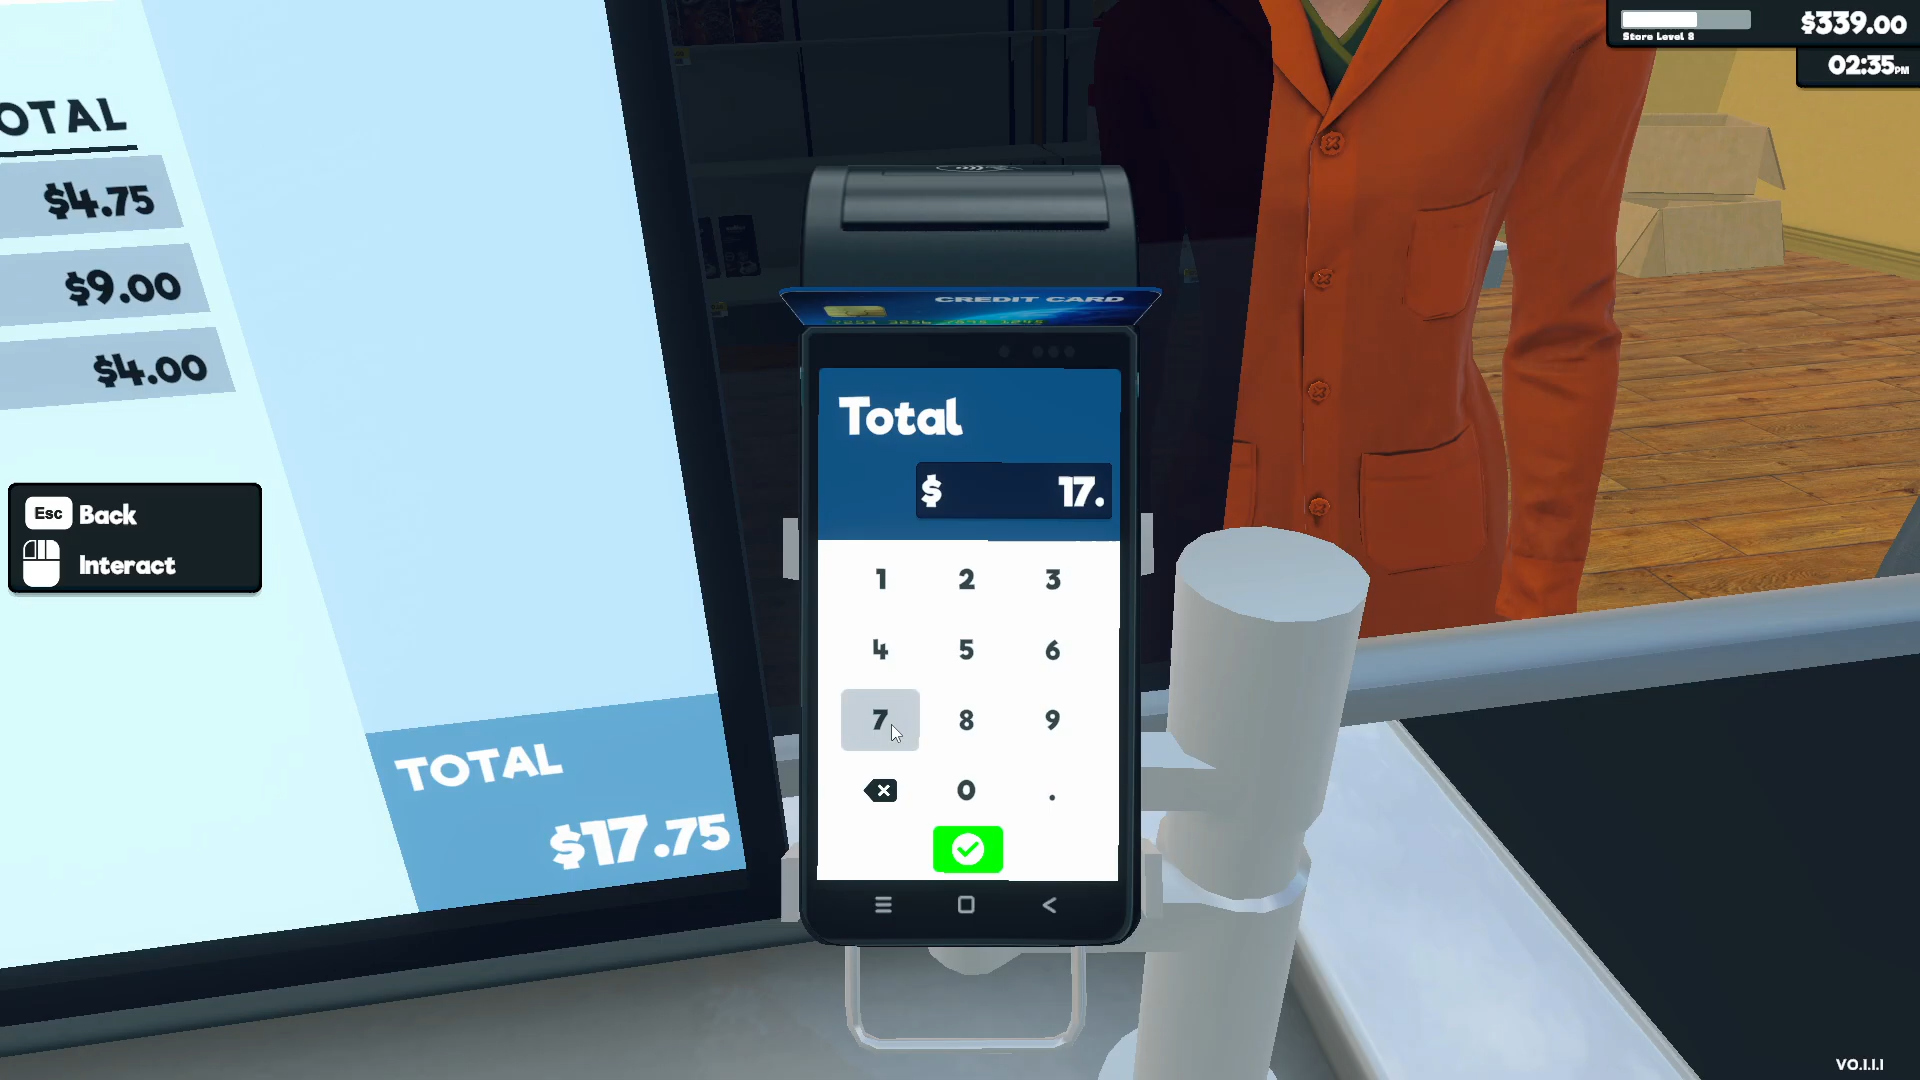 $339.00
Store Level 8
02:35PM
OTAL
$4.75
$9.00
$4.00
CREDIT CARD
Total
$ 17.
Esc Back
Interact
1 2 3
4 5 6
7 8 9
0 .
TOTAL
$17.75
V0.1.1.1